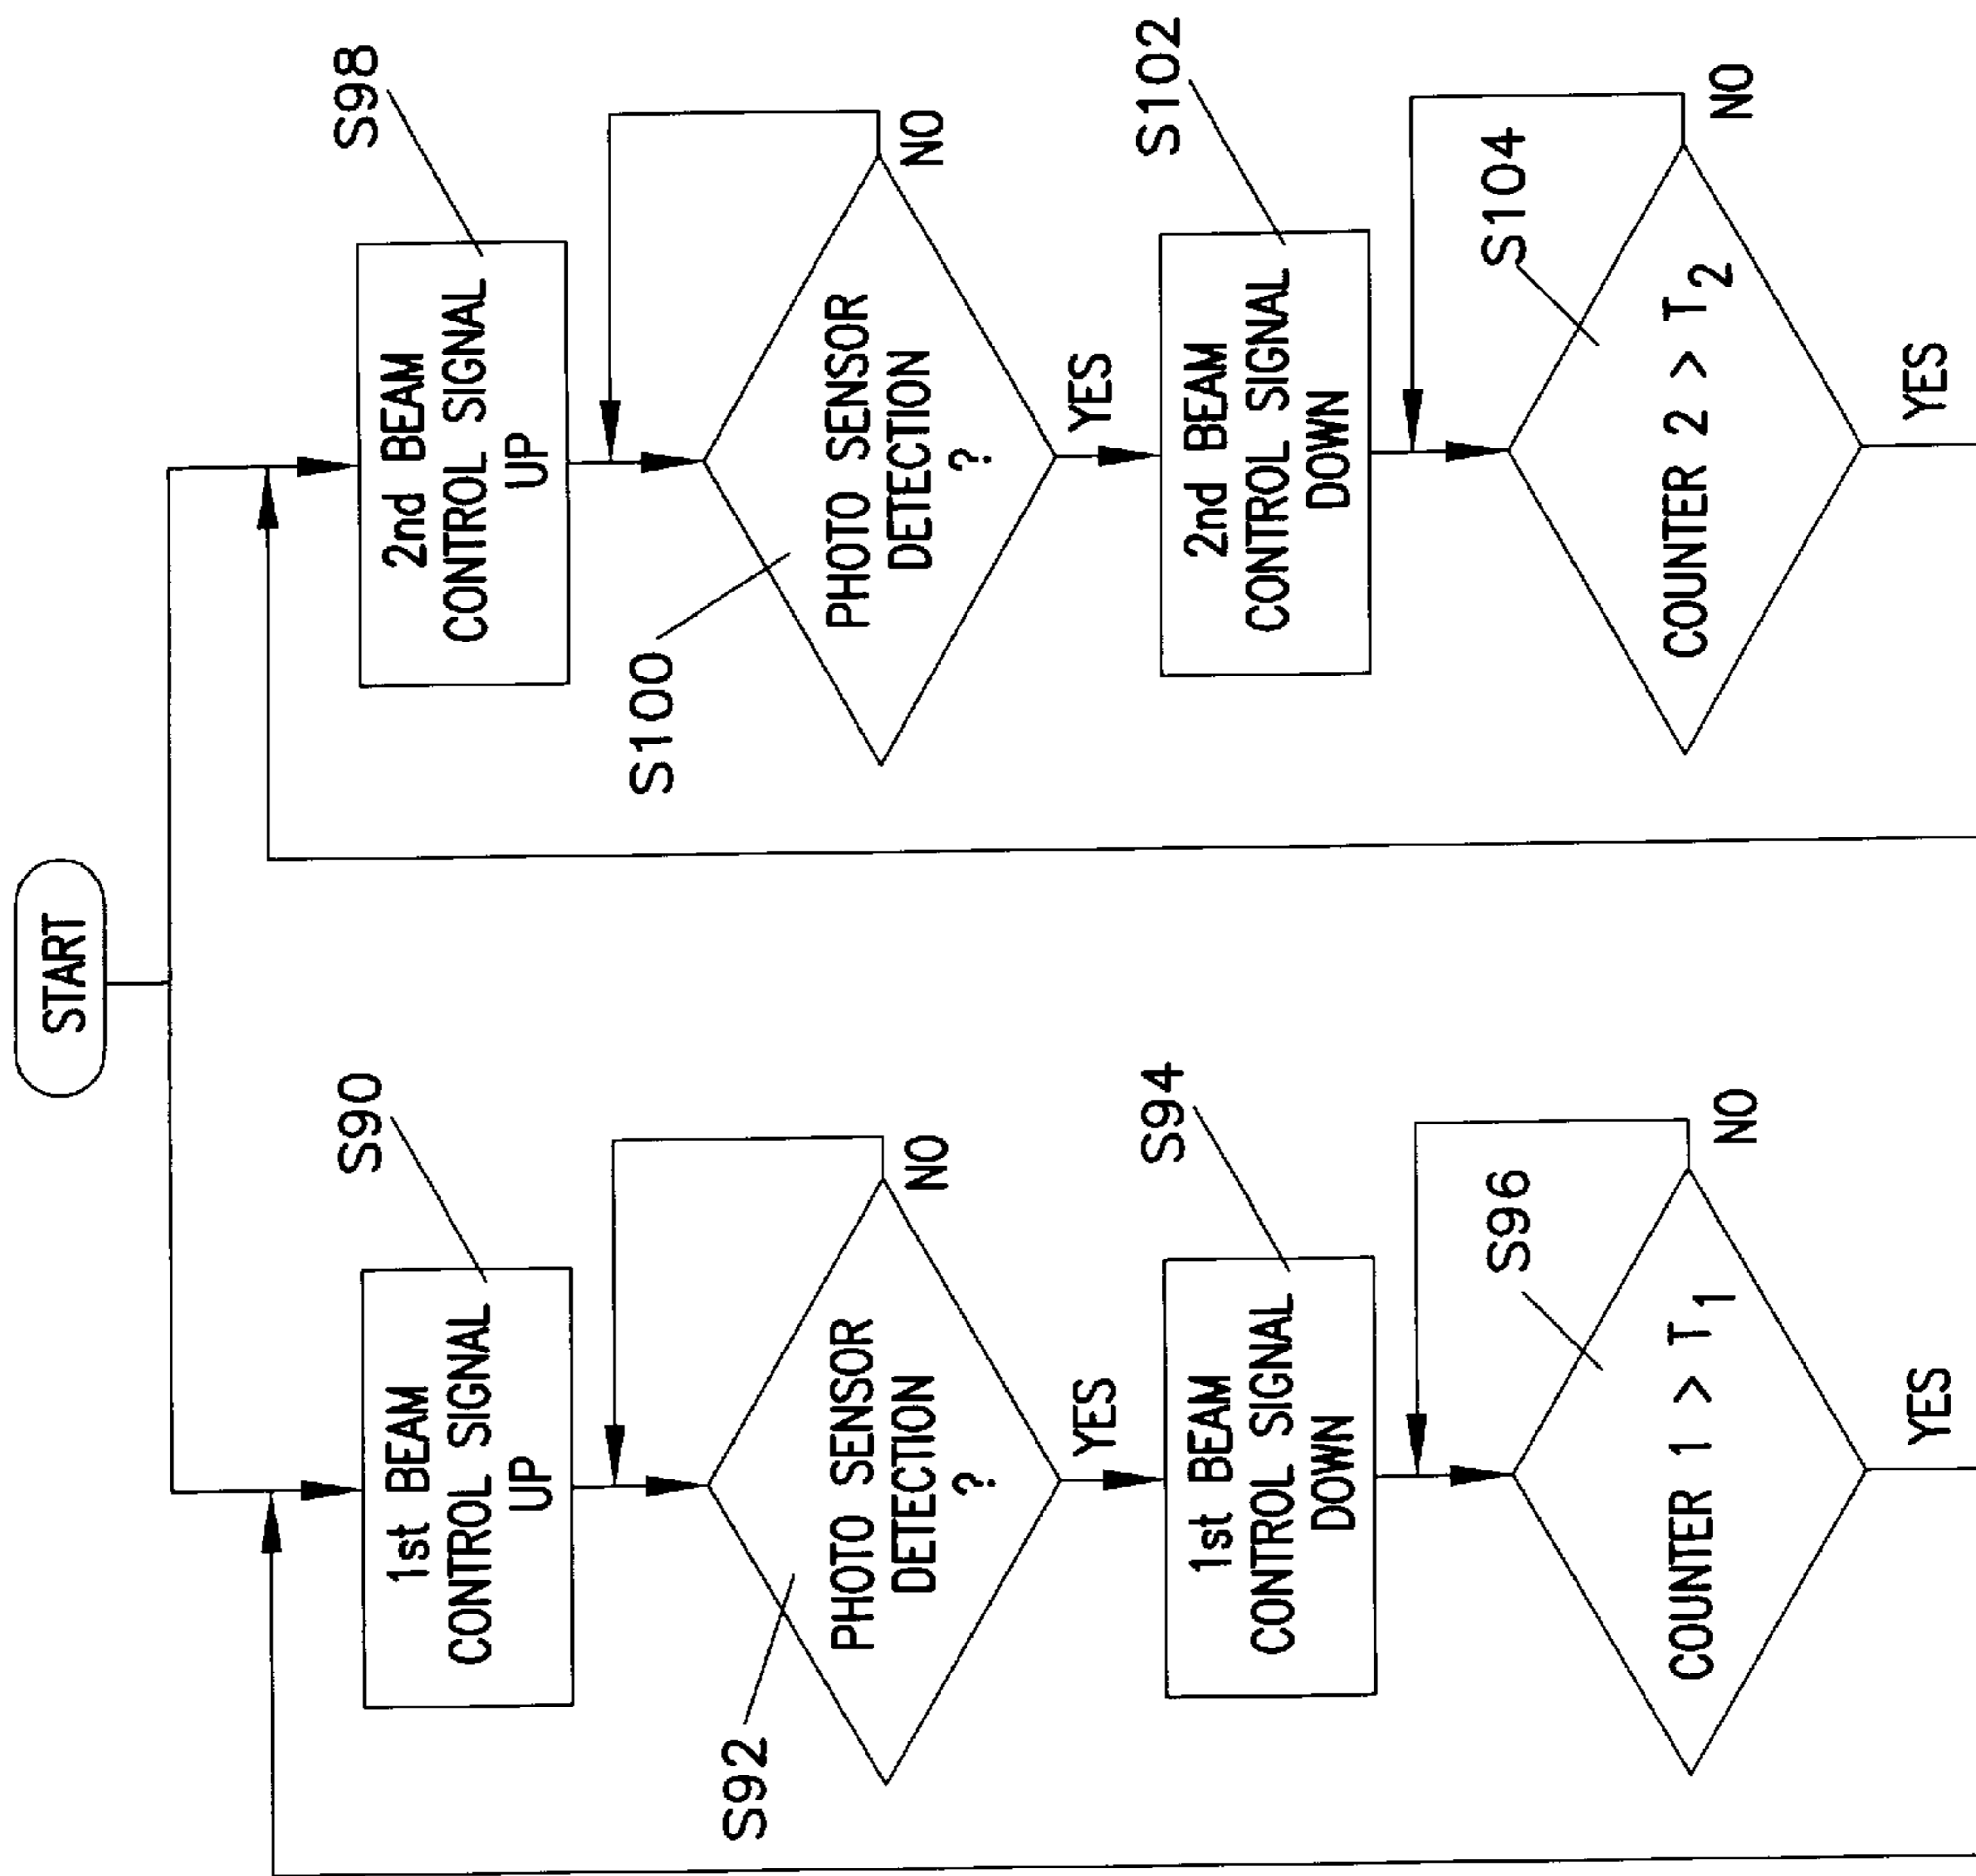 START
S90
1st BEAM
CONTROL SIGNAL
UP
S92
PHOTO SENSOR
DETECTION
?
NO
YES
S94
1st BEAM
CONTROL SIGNAL
DOWN
S96
COUNTER 1 > T1
NO
YES
S98
2nd BEAM
CONTROL SIGNAL
UP
S100
PHOTO SENSOR
DETECTION
?
NO
YES
S102
2nd BEAM
CONTROL SIGNAL
DOWN
S104
COUNTER 2 > T2
NO
YES